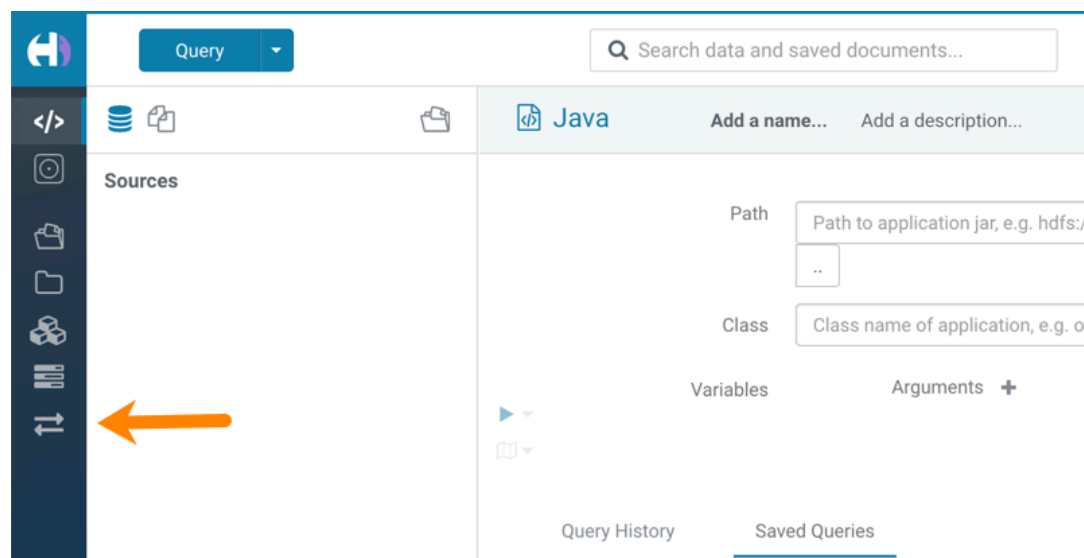 Query
Search data and saved documents...
Java
Add a name...
Add a description...
Sources
Path
Path to application jar, e.g. hdfs:/
..
Class
Class name of application, e.g. o
Variables
Arguments
Query History
Saved Queries